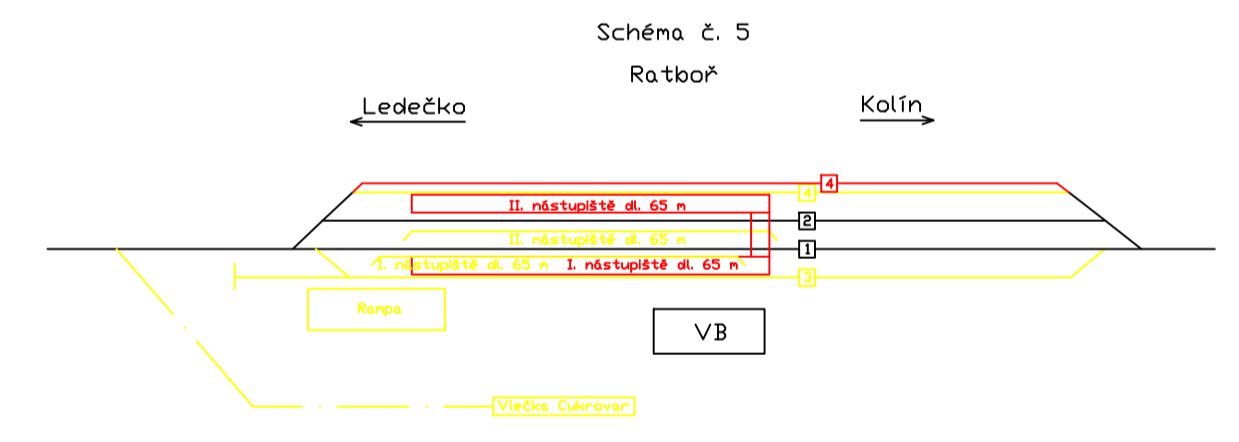 Schéma č. 5
Ratboř
Ledečko
Kolín
4
4
II. nástupiště dl. 65 m
2
II. nástupiště dl. 65 m
1
I. nástupiště dl. 65 m
I. nástupiště dl. 65 m
3
Rampa
VB
Vlečka Cukrovar